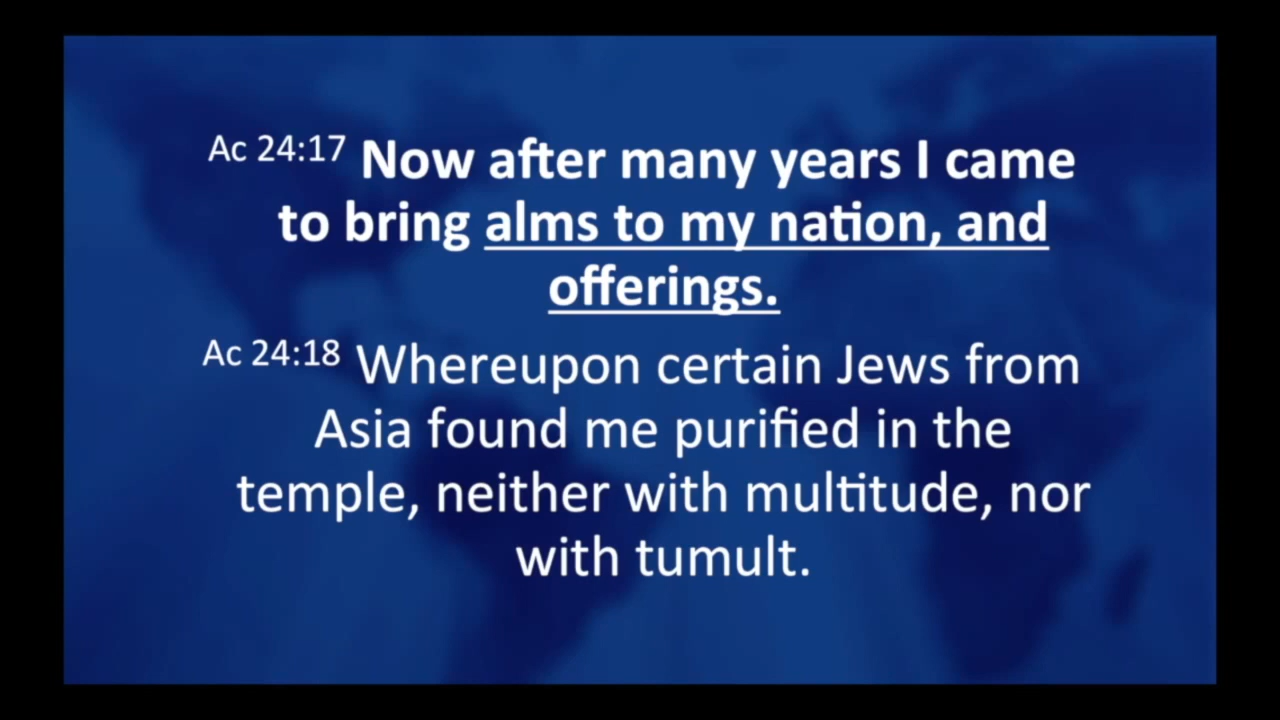 Ac 24:17 Now after many years I came
to bring alms to my nation, and
offerings.
Ac 24:18 Whereupon certain Jews from
Asia found me purified in the
temple, neither with multitude, nor
with tumult.